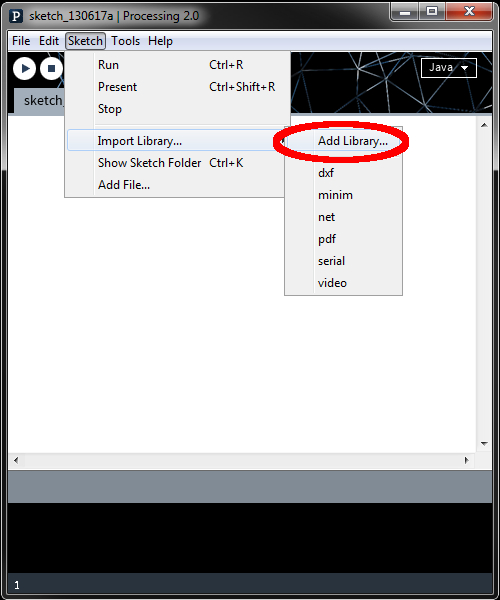 P sketch_130617a | Processing 2.0
File Edit Sketch Tools Help
Java
sketch_
Run Ctrl+R
Present Ctrl+Shift+R
Stop
Import Library...
Show Sketch Folder Ctrl+K
Add File...
Add Library...
dxf
minim
net
pdf
serial
video
1